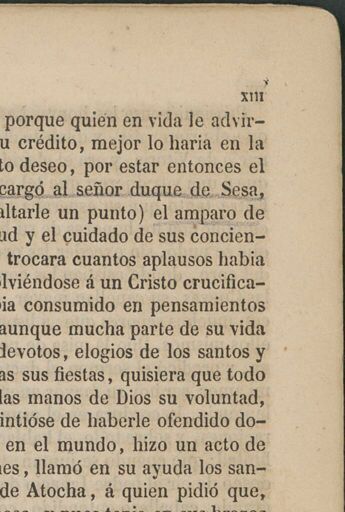 XIII
porque quien en vida le advir-
u crédito, mejor lo haria en la
to deseo, por estar entonces el
cargó al señor duque de Sesa,
altarle un punto) el amparo de
ud y el cuidado de sus concien-
trocara cuantos aplausos habia
olviéndose á un Cristo crucifica-
bia consumido en pensamientos
aunque mucha parte de su vida
devotos, elogios de los santos y
as sus fiestas, quisiera que todo
las manos de Dios su voluntad,
intióse de haberle ofendido do-
en el mundo, hizo un acto de
nes, llamó en su ayuda los san-
de Atocha, á quien pidió que,